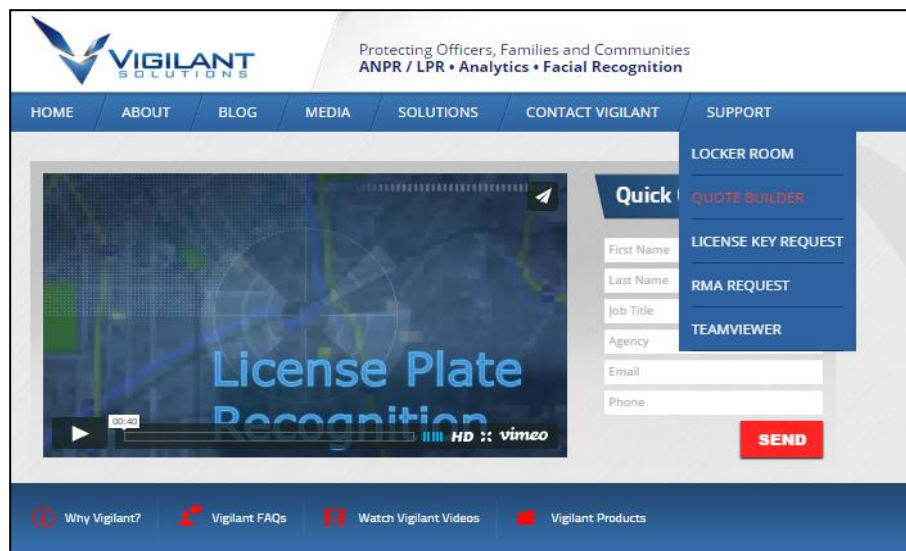 VIGILANT
SOLUTIONS
Protecting Officers, Families and Communities
ANPR / LPR • Analytics • Facial Recognition
HOME ABOUT BLOG MEDIA SOLUTIONS CONTACT VIGILANT SUPPORT
LOCKER ROOM
QUOTE BUILDER
LICENSE KEY REQUEST
RMA REQUEST
TEAMVIEWER
License Plate
Recognition
00:40
HD vimeo
Quick
First Name
Last Name
Job Title
Agency
Email
Phone
SEND
Why Vigilant? Vigilant FAQs Watch Vigilant Videos Vigilant Products